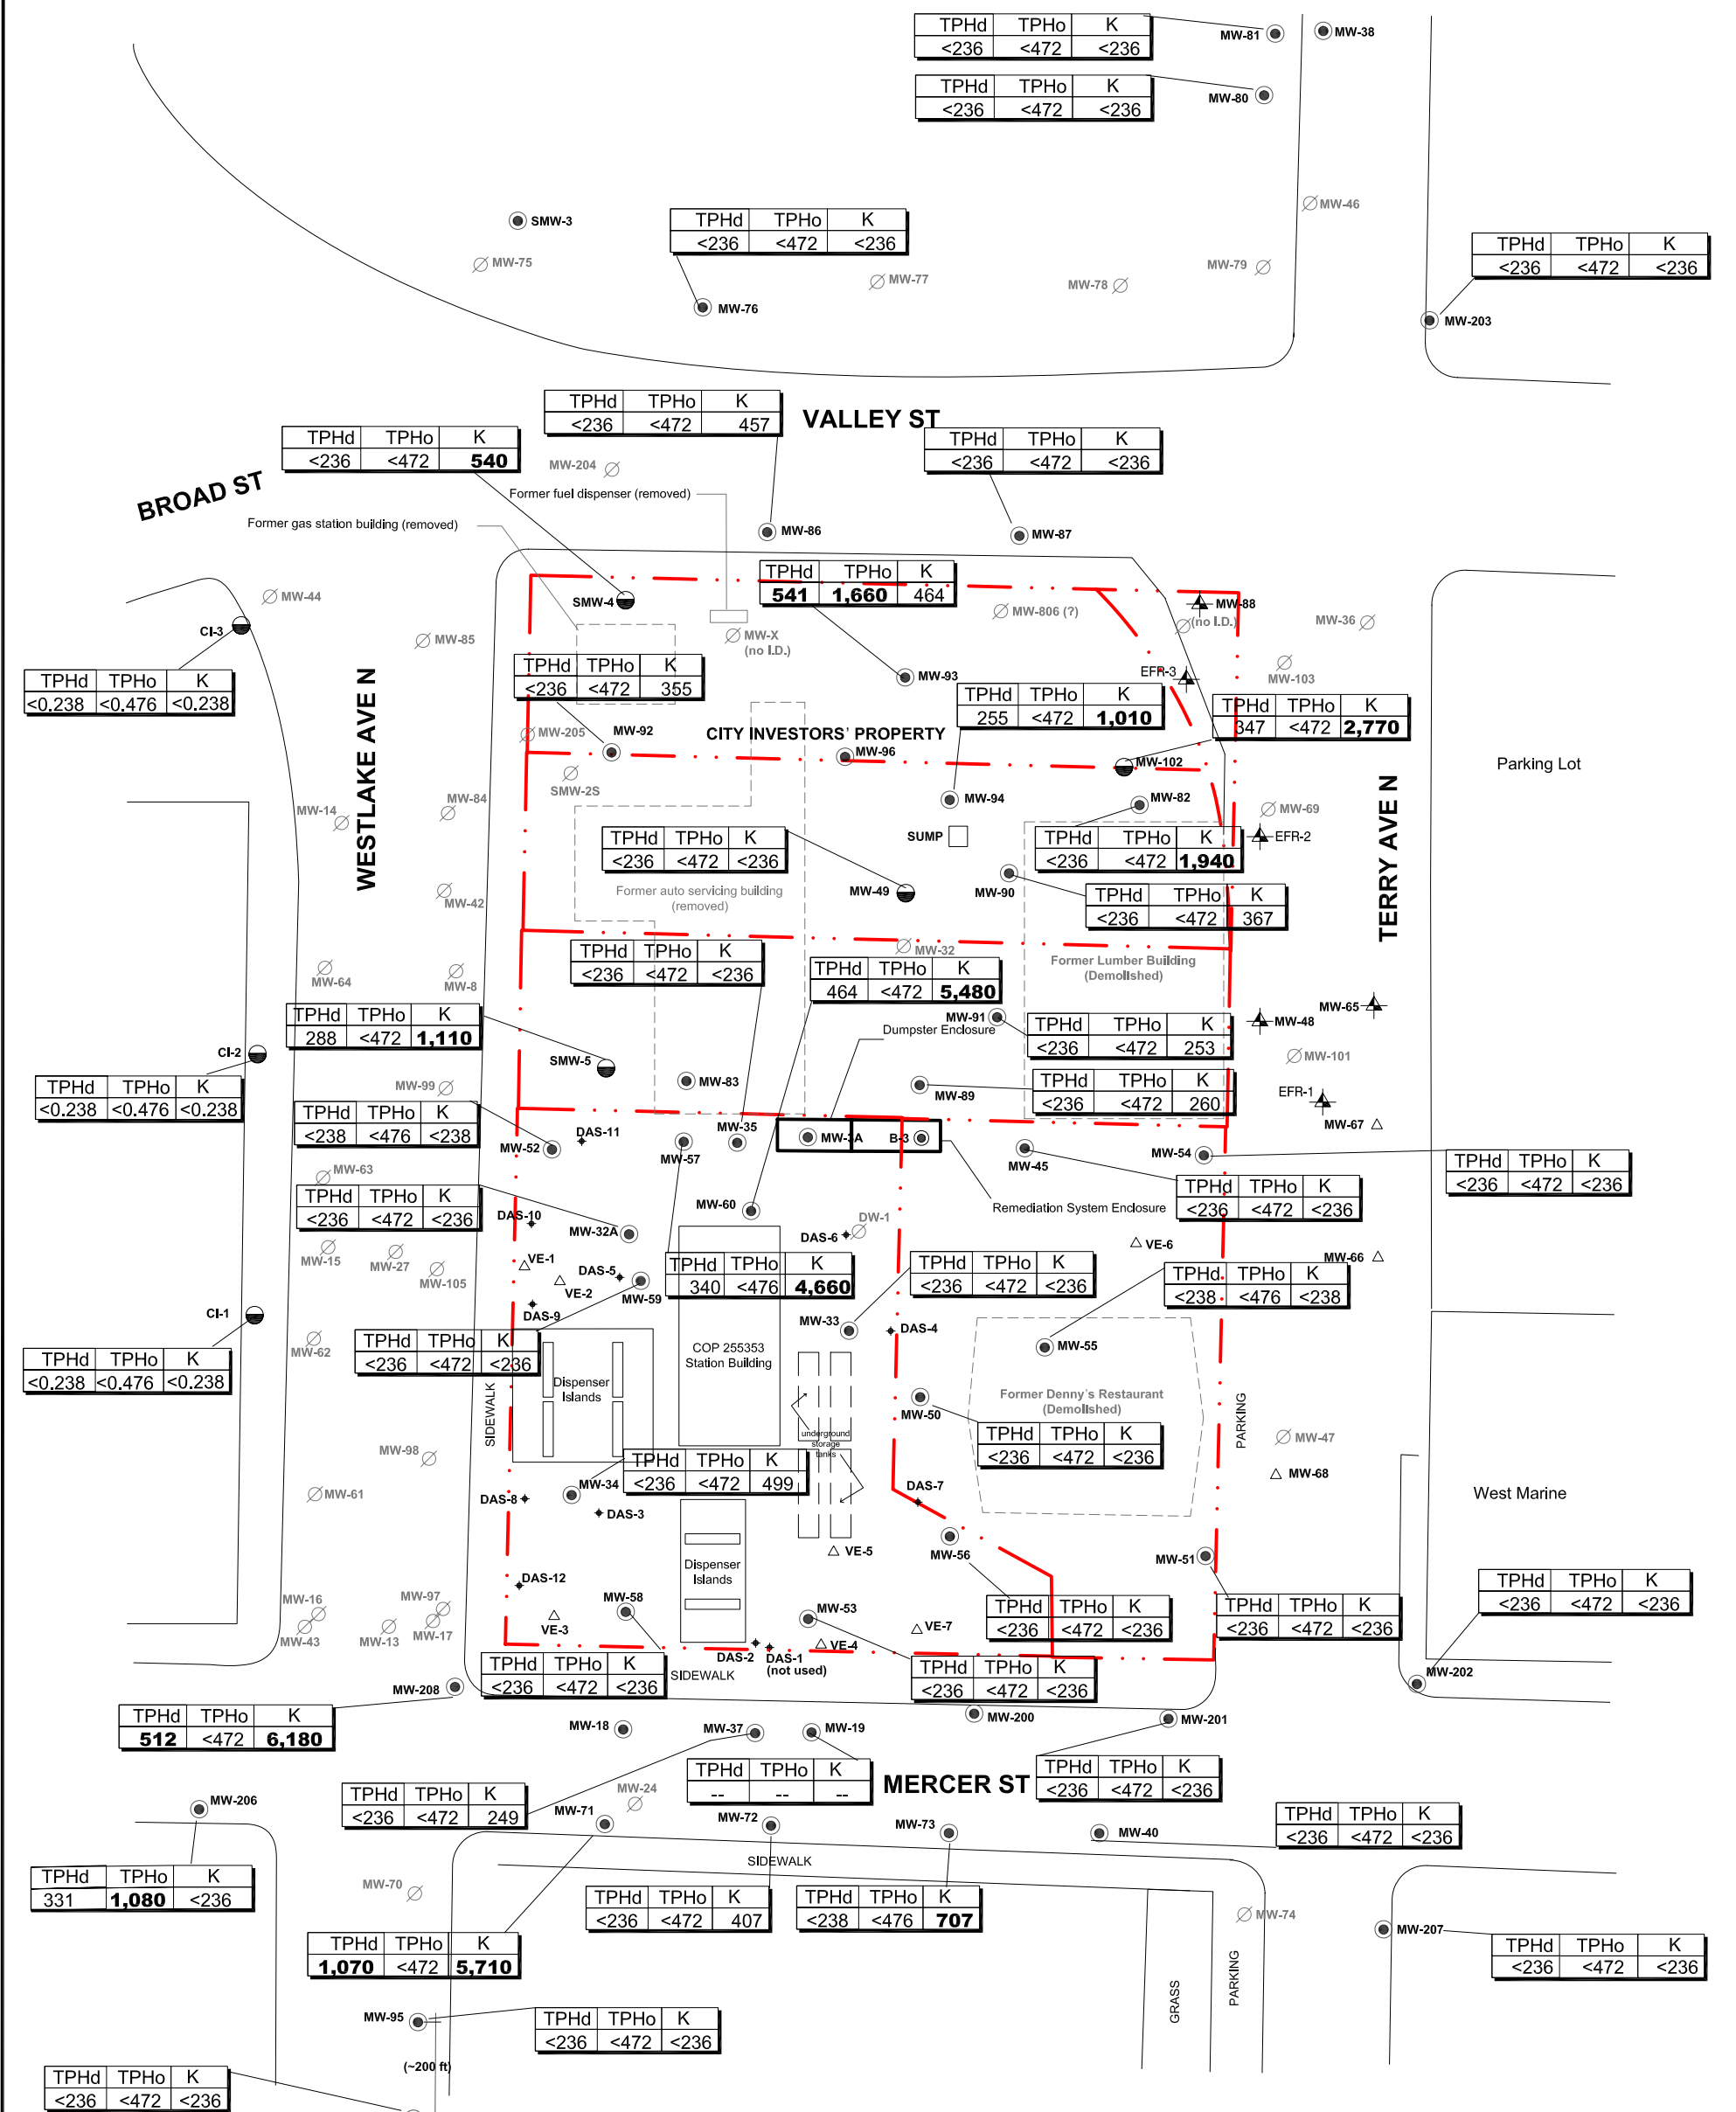 TPHd TPHo K
<236 <472 <236
MW-81
MW-38
TPHd TPHo K
<236 <472 <236
MW-80
MW-46
SMW-3
TPHd TPHo K
<236 <472 <236
TPHd TPHo K
<236 <472 <236
MW-75
MW-77
MW-78
MW-79
MW-76
MW-203
TPHd TPHo K
<236 <472 457
VALLEY ST
TPHd TPHo K
<236 <472 540
TPHd TPHo K
<236 <472 <236
MW-204
BROAD ST
Former fuel dispenser (removed)
Former gas station building (removed)
MW-86
MW-87
TPHd TPHo K
541 1,660 464
MW-44
SMW-4
MW-806 (?)
MW-88
(no I.D.)
MW-36
CI-3
MW-85
MW-X
(no I.D.)
TPHd TPHo K
<0.238 <0.476 <0.238
TPHd TPHo K
<236 <472 355
MW-93
EFR-3
MW-103
TPHd TPHo K
255 <472 1,010
TPHd TPHo K
347 <472 2,770
WESTLAKE AVE N
MW-205
MW-92
CITY INVESTORS' PROPERTY
MW-96
MW-102
Parking Lot
SMW-2S
MW-94
MW-82
MW-14
MW-84
MW-69
TERRY AVE N
SUMP
EFR-2
TPHd TPHo K
<236 <472 <236
TPHd TPHo K
<236 <472 1,940
MW-49
MW-90
Former auto servicing building
(removed)
MW-42
TPHd TPHo K
<236 <472 367
TPHd TPHo K
<236 <472 <236
MW-32
Former Lumber Building
(Demolished)
MW-64
MW-8
TPHd TPHo K
464 <472 5,480
TPHd TPHo K
288 <472 1,110
MW-91
Dumpster Enclosure
TPHd TPHo K
<236 <472 253
MW-48
MW-65
CI-2
SMW-5
MW-101
TPHd TPHo K
<0.238 <0.476 <0.238
MW-99
MW-83
MW-89
TPHd TPHo K
<236 <472 260
EFR-1
MW-67
TPHd TPHo K
<238 <476 <238
MW-52
DAS-11
MW-57
MW-35
MW-3A
B-3
MW-45
MW-54
TPHd TPHo K
<236 <472 <236
MW-63
TPHd TPHo K
<236 <472 <236
TPHd TPHo K
<236 <472 <236
MW-60
Remediation System Enclosure
DAS-10
MW-32A
DAS-6
DW-1
VE-6
MW-66
MW-15
MW-27
MW-105
VE-1
VE-2
DAS-5
MW-59
TPHd TPHo K
340 <476 4,660
TPHd TPHo K
<236 <472 <236
TPHd TPHo K
<238 <476 <238
CI-1
DAS-9
MW-33
DAS-4
MW-62
TPHd TPHo K
<0.238 <0.476 <0.238
TPHd TPHo K
<236 <472 <236
COP 255353
Station Building
MW-55
Dispenser
Islands
SIDEWALK
MW-50
Former Denny's Restaurant
(Demolished)
PARKING
underground
storage
tanks
TPHd TPHo K
<236 <472 <236
MW-47
MW-98
TPHd TPHo K
<236 <472 499
MW-68
MW-61
DAS-8
MW-34
DAS-3
DAS-7
West Marine
VE-5
MW-56
MW-51
Dispenser
Islands
DAS-12
TPHd TPHo K
<236 <472 <236
MW-16
MW-43
MW-13
MW-97
MW-17
VE-3
MW-58
MW-53
VE-7
TPHd TPHo K
<236 <472 <236
TPHd TPHo K
<236 <472 <236
DAS-2
DAS-1
(not used)
VE-4
TPHd TPHo K
<236 <472 <236
SIDEWALK
TPHd TPHo K
<236 <472 <236
MW-202
MW-208
TPHd TPHo K
512 <472 6,180
MW-18
MW-37
MW-19
MW-200
MW-201
TPHd TPHo K
-- -- --
MERCER ST
TPHd TPHo K
<236 <472 <236
TPHd TPHo K
<236 <472 249
MW-24
MW-206
MW-71
MW-72
MW-73
MW-40
TPHd TPHo K
<236 <472 <236
SIDEWALK
TPHd TPHo K
331 1,080 <236
MW-70
TPHd TPHo K
<236 <472 407
TPHd TPHo K
<238 <476 707
MW-74
MW-207
TPHd TPHo K
1,070 <472 5,710
TPHd TPHo K
<236 <472 <236
GRASS
PARKING
MW-95
TPHd TPHo K
<236 <472 <236
(~200 ft)
TPHd TPHo K
<236 <472 <236